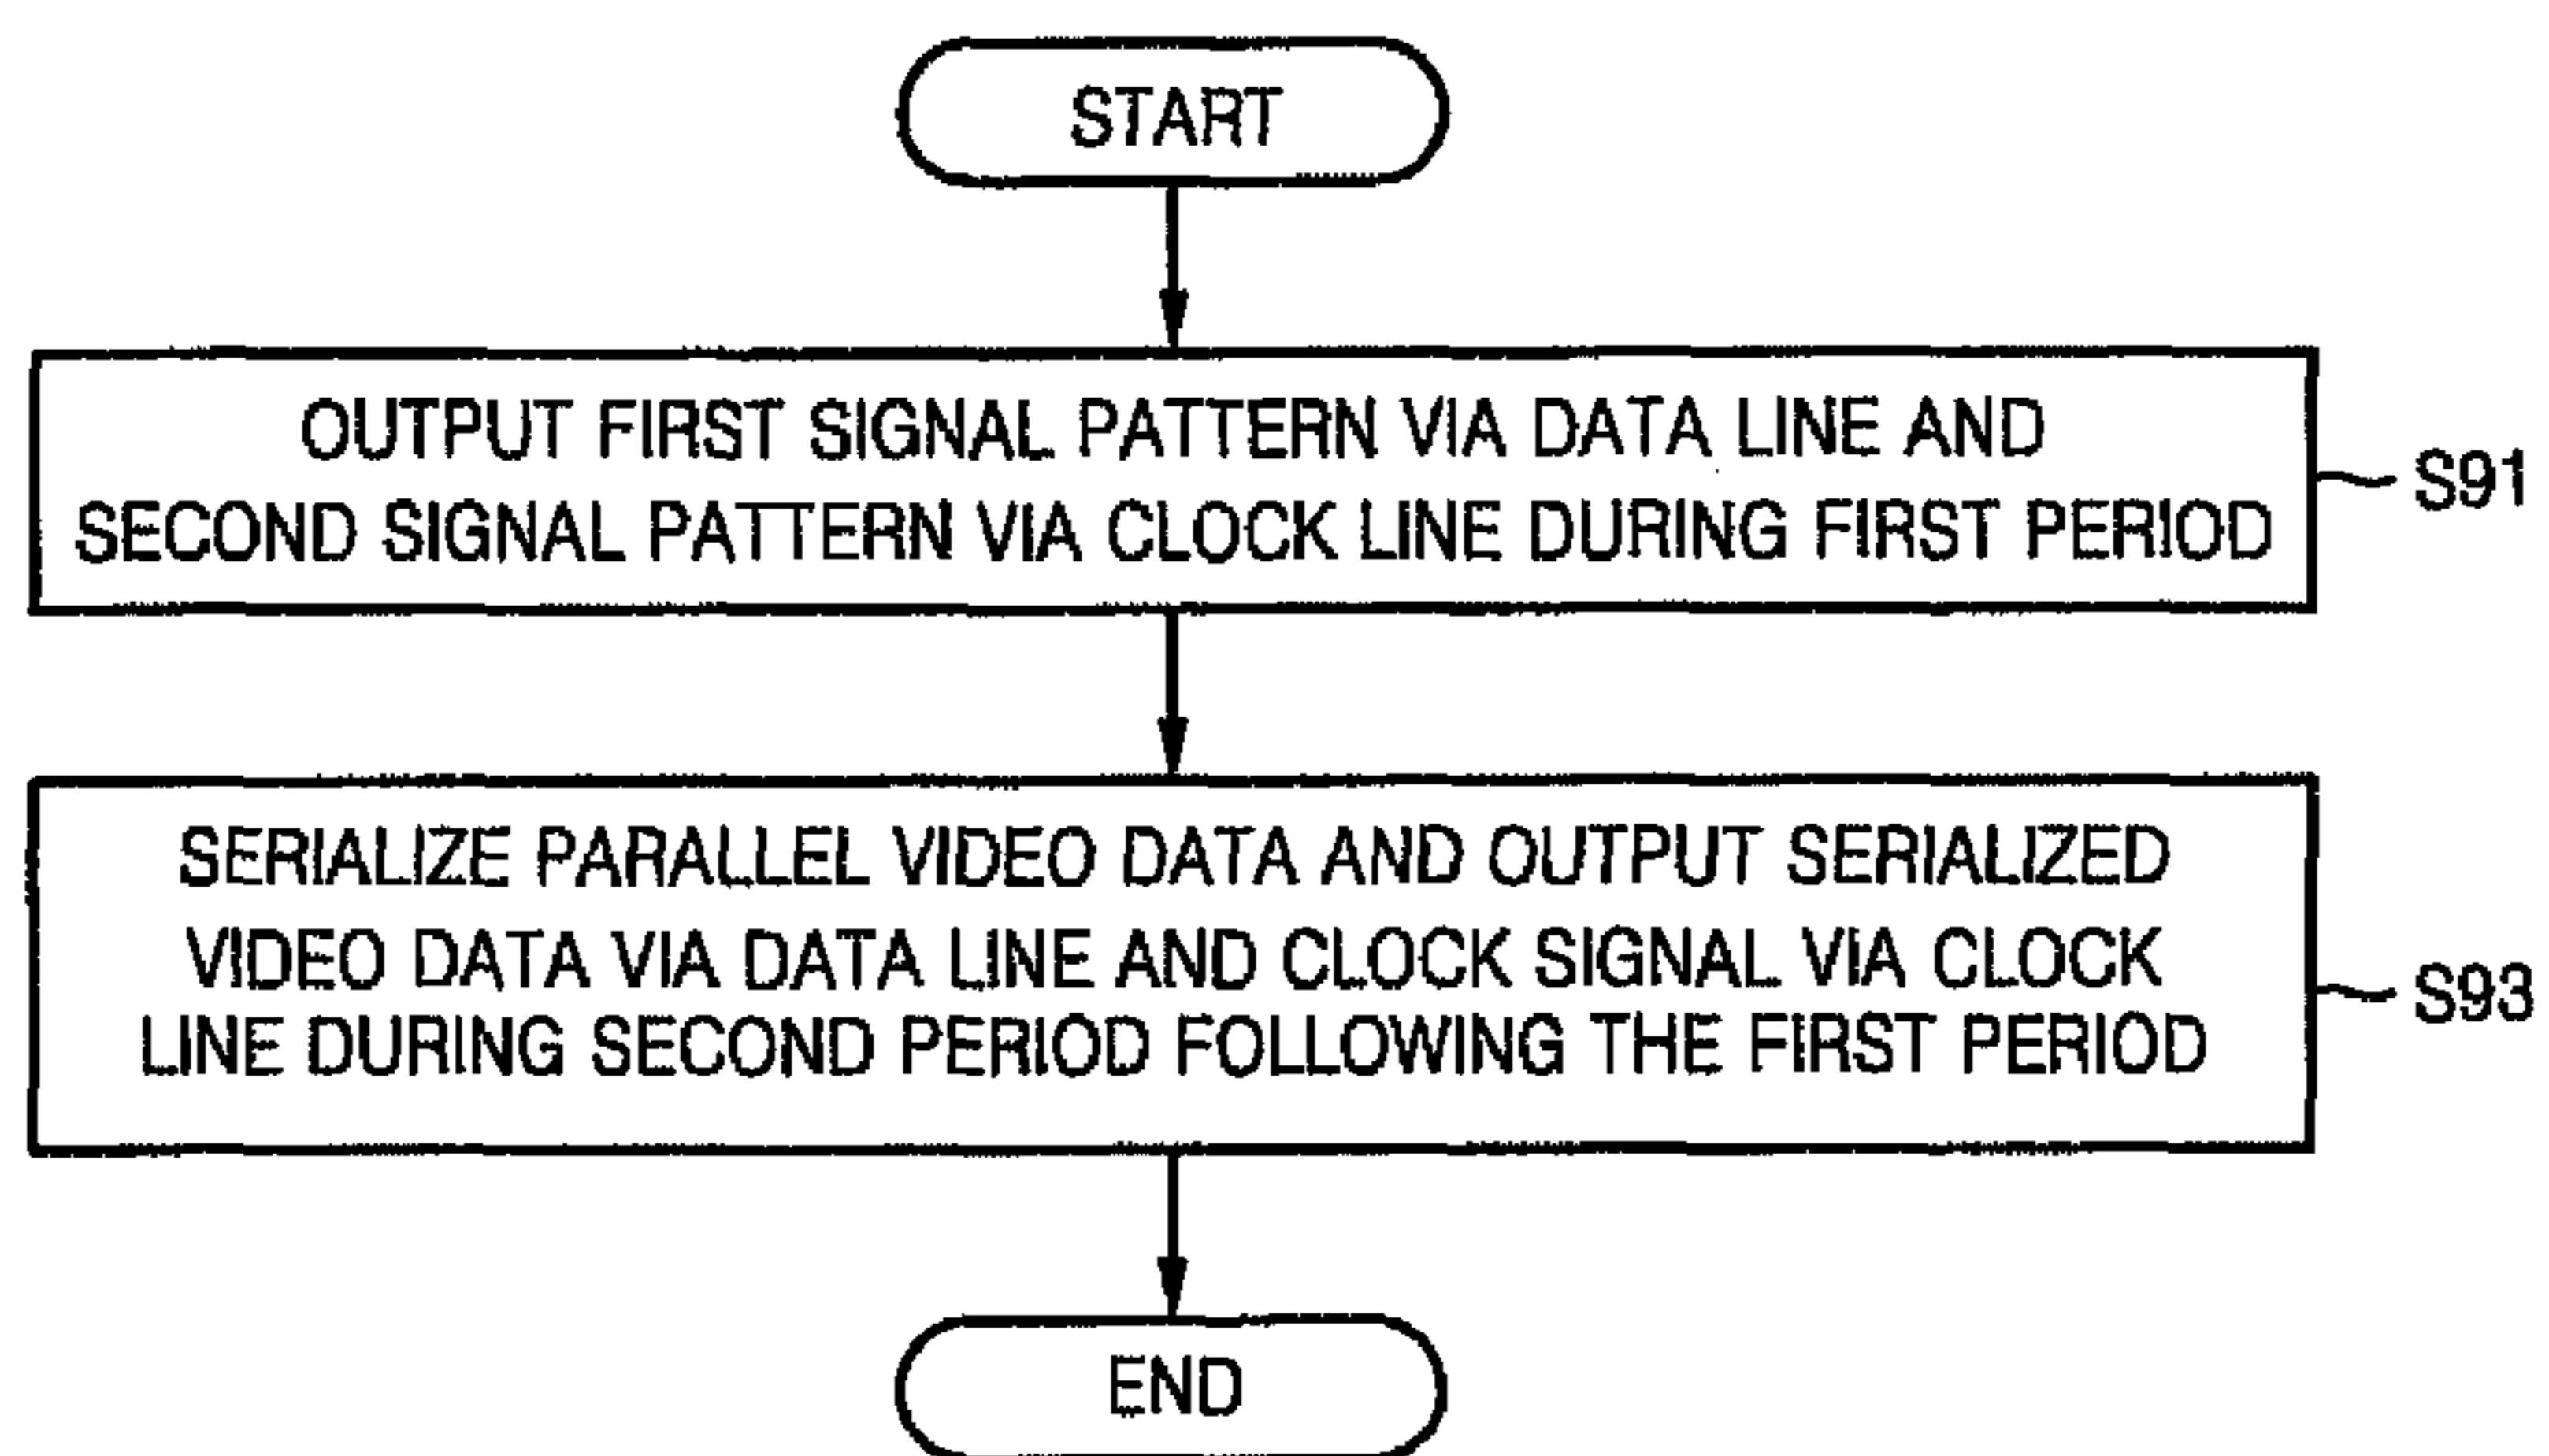 START
OUTPUT FIRST SIGNAL PATTERN VIA DATA LINE AND
SECOND SIGNAL PATTERN VIA CLOCK LINE DURING FIRST PERIOD
S91
SERIALIZE PARALLEL VIDEO DATA AND OUTPUT SERIALIZED
VIDEO DATA VIA DATA LINE AND CLOCK SIGNAL VIA CLOCK
LINE DURING SECOND PERIOD FOLLOWING THE FIRST PERIOD
S93
END